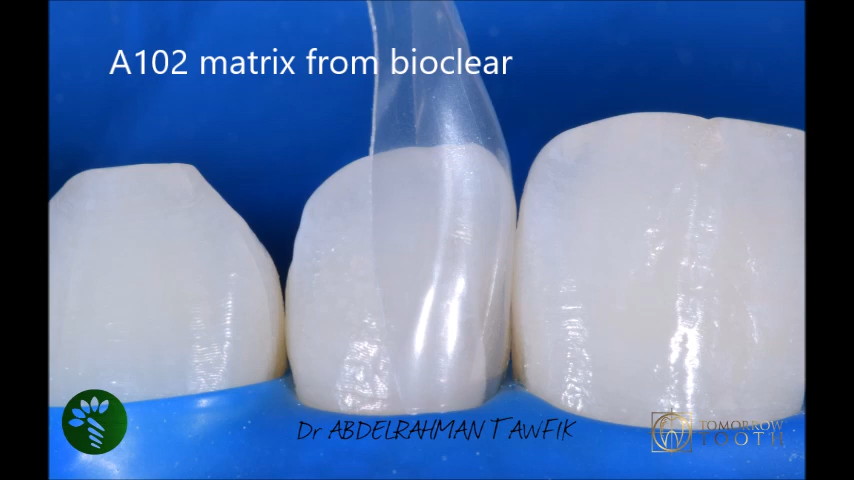 A102 matrix from bioclear
Dr ABDELRAHMAN TAWFIK
TOMORROW
TOOTH